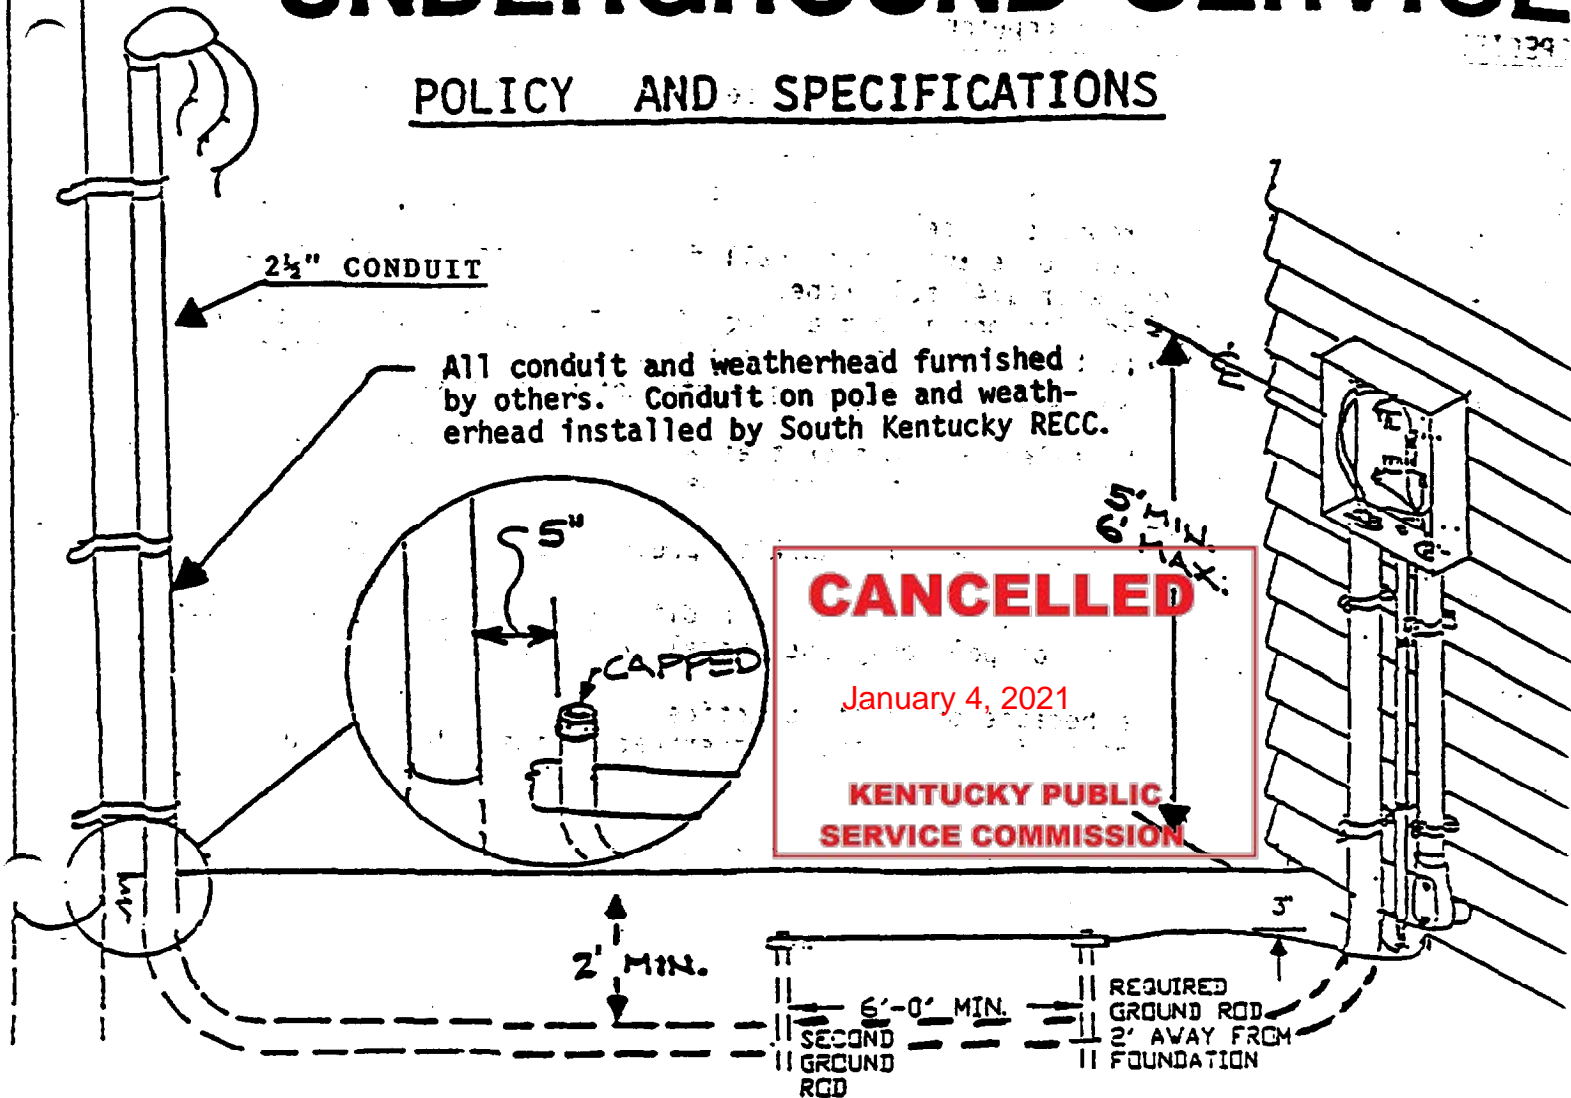 UNDERGROUND SERVICE
POLICY AND SPECIFICATIONS
2½" CONDUIT
All conduit and weatherhead furnished
by others. Conduit on pole and weath-
erhead installed by South Kentucky RECC.
5"
CAPPED
5' MIN.
6' MAX.
CANCELLED
January 4, 2021
KENTUCKY PUBLIC
SERVICE COMMISSION
2' MIN.
3"
6'-0" MIN.
SECOND
GROUND
ROD
REQUIRED
GROUND ROD
2' AWAY FROM
FOUNDATION